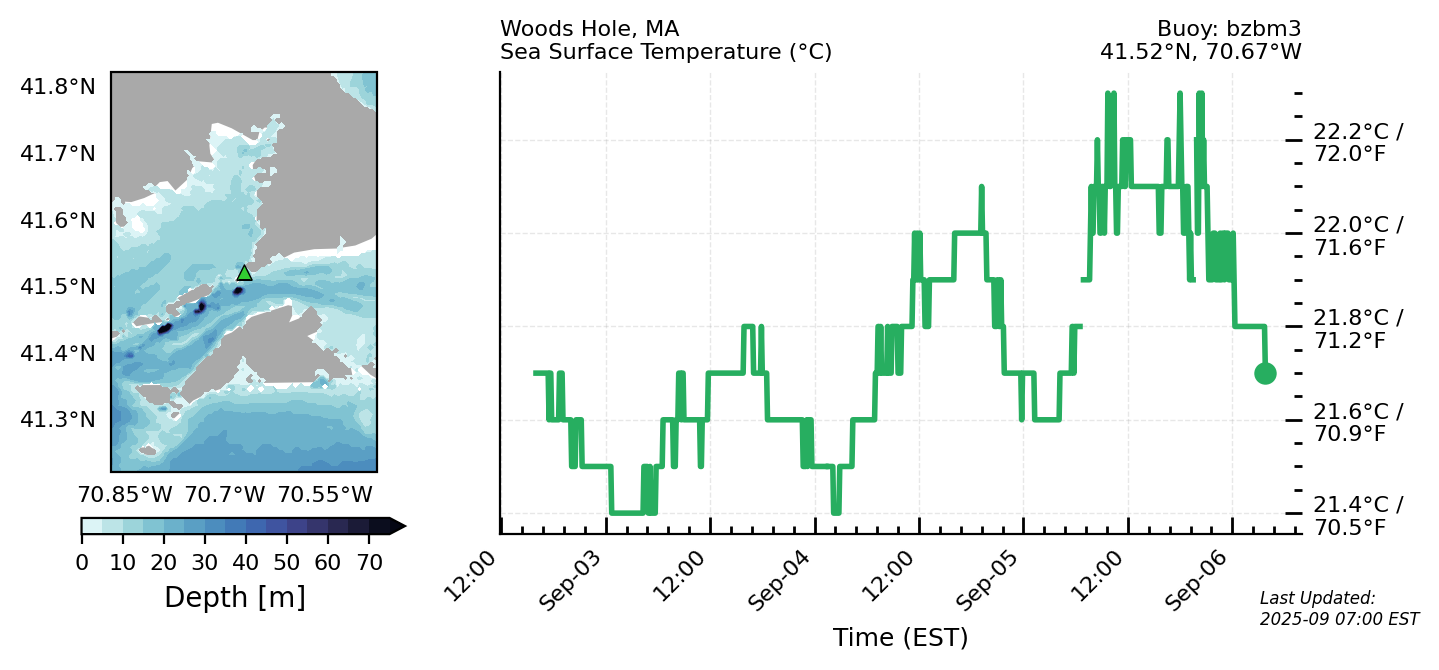 Woods Hole, MA
Sea Surface Temperature (°C)
Buoy: bzbm3
41.52°N, 70.67°W
41.8°N
41.7°N
41.6°N
41.5°N
41.4°N
41.3°N
70.85°W 70.7°W 70.55°W
0 10 20 30 40 50 60 70
Depth [m]
22.2°C /
72.0°F
22.0°C /
71.6°F
21.8°C /
71.2°F
21.6°C /
70.9°F
21.4°C /
70.5°F
12:00 Sep-03 12:00 Sep-04 12:00 Sep-05 12:00 Sep-06
Time (EST)
Last Updated:
2025-09 07:00 EST